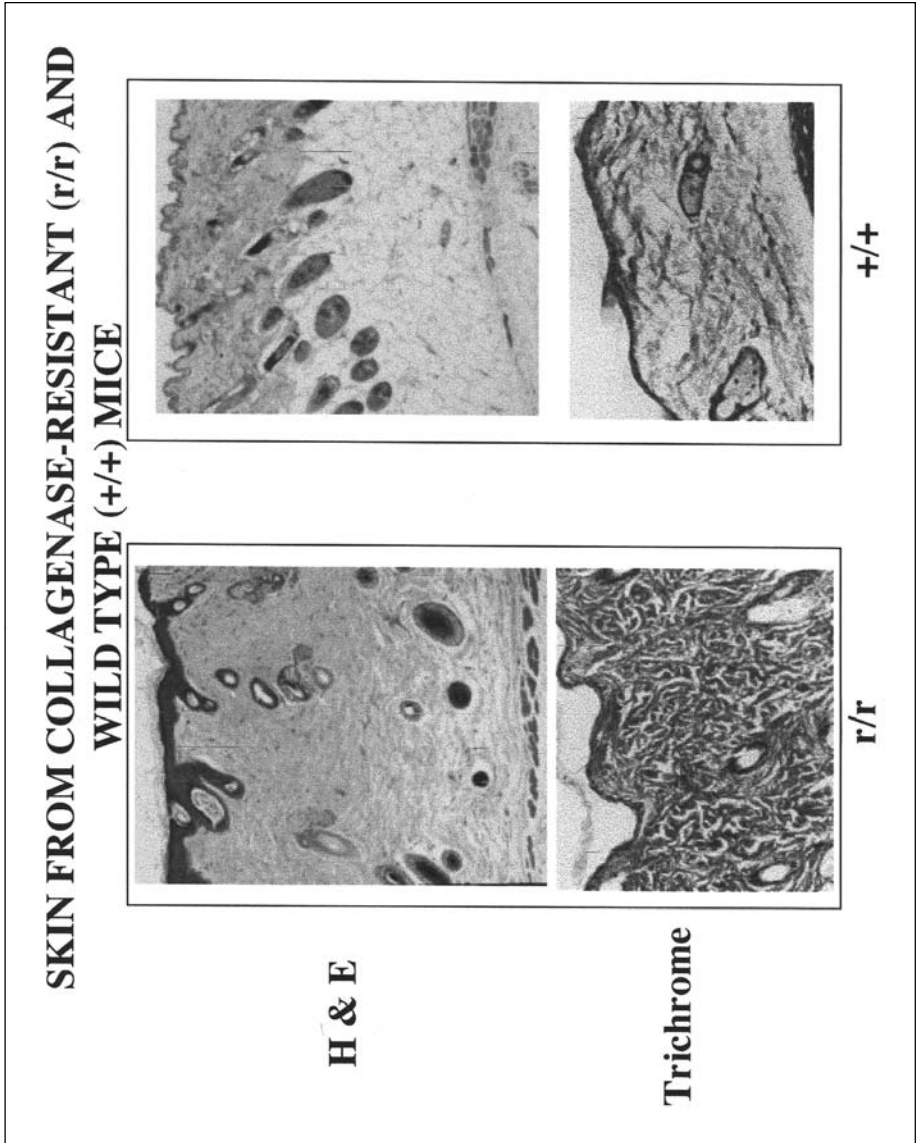 SKIN FROM COLLAGENASE-RESISTANT (r/r) AND
WILD TYPE (+/+) MICE
H & E
Trichrome
r/r
+/+